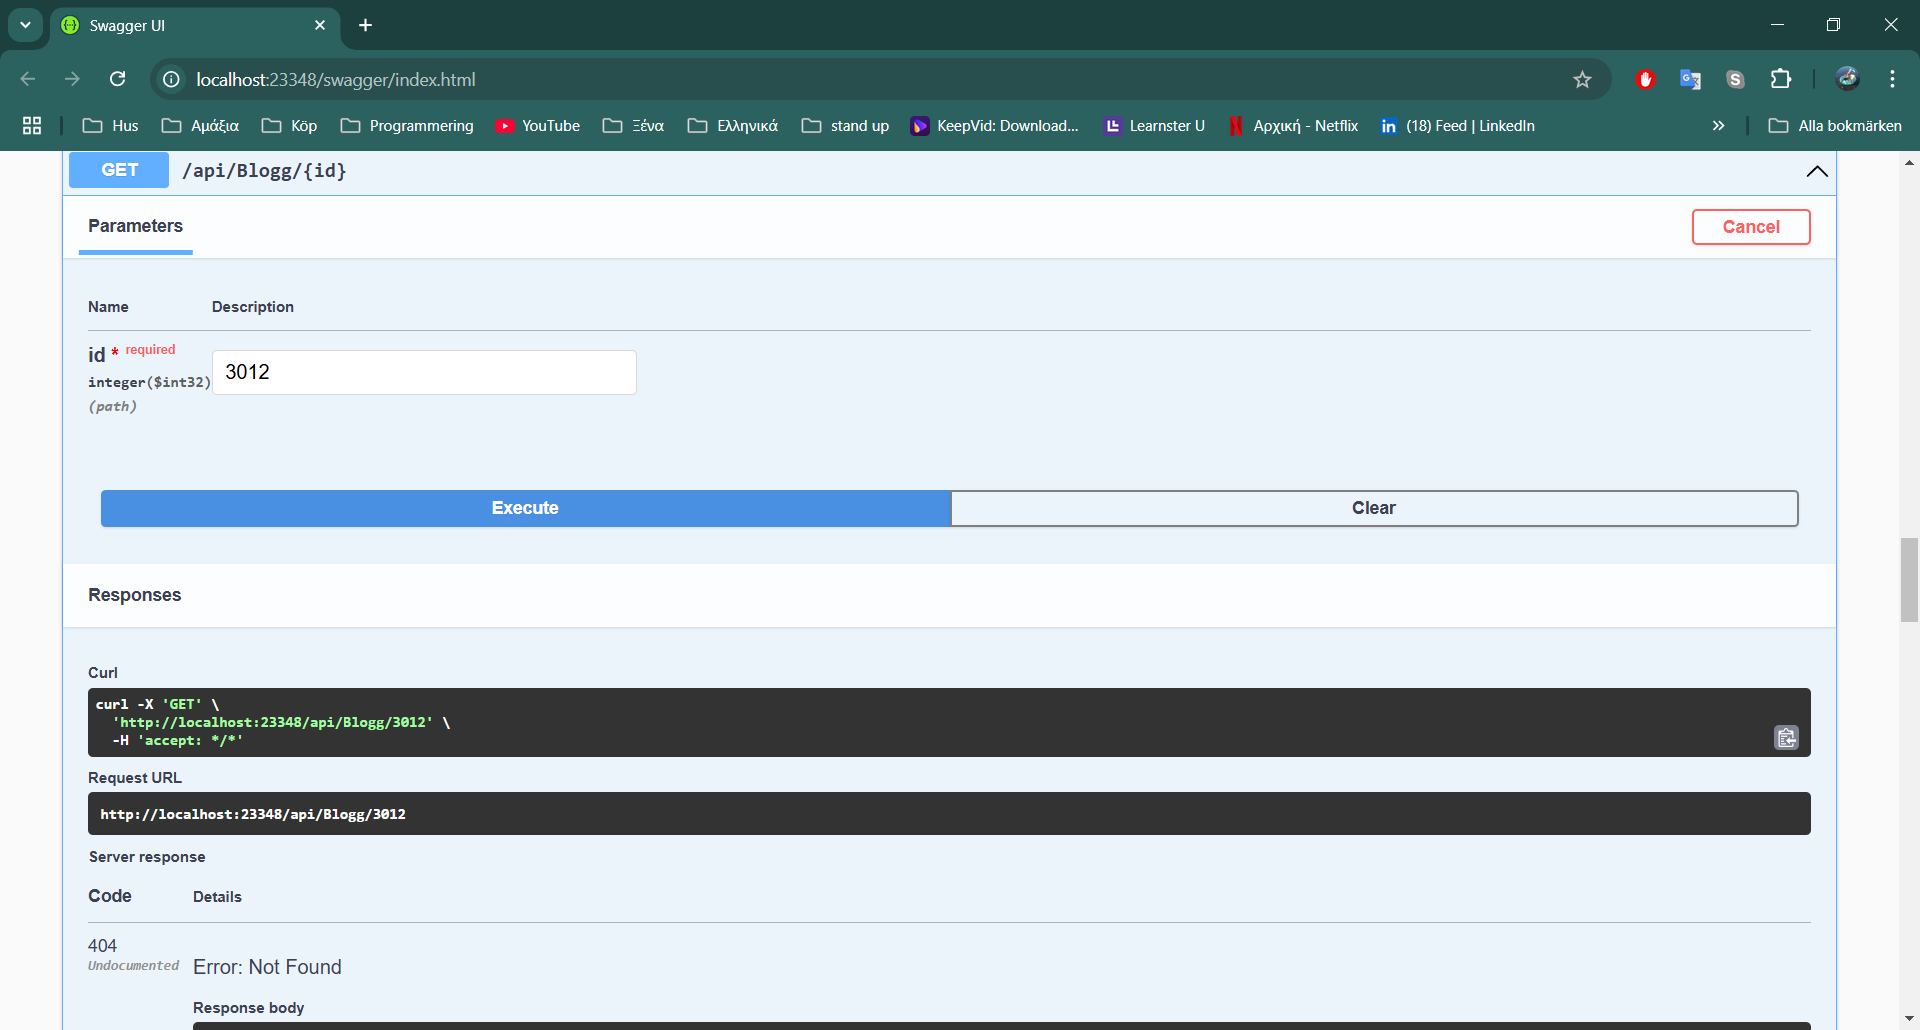 Swagger UI
localhost:23348/swagger/index.html
Hus
Αμάξια
Köp
Programmering
YouTube
Ξένα
Ελληνικά
stand up
KeepVid: Download...
Learnster U
Αρχική - Netflix
(18) Feed | LinkedIn
Alla bokmärken
GET /api/Blogg/{id}
Parameters
Cancel
Name Description
id * required
integer($int32)
(path)
3012
Execute
Clear
Responses
Curl
curl -X 'GET' \
'http://localhost:23348/api/Blogg/3012' \
-H 'accept: */*'
Request URL
http://localhost:23348/api/Blogg/3012
Server response
Code Details
404
Undocumented
Error: Not Found
Response body